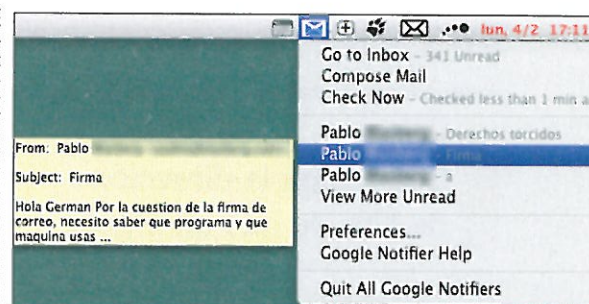 lun, 4/2 17:11
Go to Inbox - 341 Unread
Compose Mail
Check Now - Checked less than 1 min a
Pablo - Derechos torcidos
Pablo - Firma
Pablo - a
View More Unread
Preferences...
Google Notifier Help
Quit All Google Notifiers
From: Pablo
Subject: Firma
Hola German Por la cuestion de la firma de
correo, necesito saber que programa y que
maquina usas ...